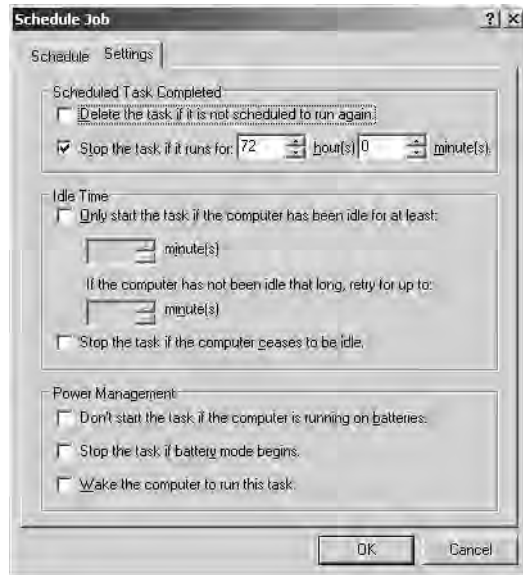 Schedule Job
Schedule Settings
Scheduled Task Completed
Delete the task if it is not scheduled to run again.
Stop the task if it runs for: 72 hour(s) 0 minute(s).
Idle Time
Only start the task if the computer has been idle for at least:
minute(s)
If the computer has not been idle that long, retry for up to:
minute(s)
Stop the task if the computer ceases to be idle.
Power Management
Don't start the task if the computer is running on batteries.
Stop the task if battery mode begins.
Wake the computer to run this task.
OK Cancel